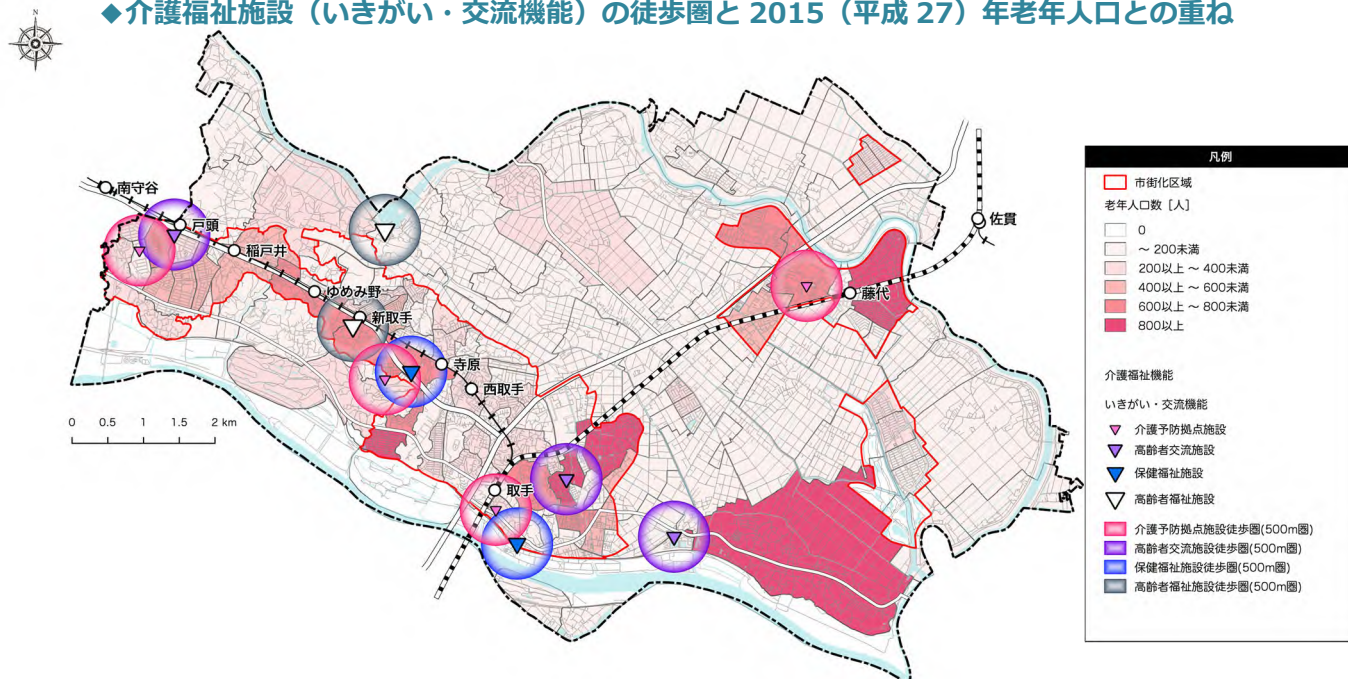 ◆介護福祉施設（いきがい・交流機能）の徒歩圏と 2015（平成 27）年老年人口との重ね
N
南守谷
戸頭
稲戸井
ゆめみ野
新取手
寺原
西取手
取手
藤代
佐貫
0 0.5 1 1.5 2 km
凡例
市街化区域
老年人口数［人］
0
～ 200未満
200以上 ～ 400未満
400以上 ～ 600未満
600以上 ～ 800未満
800以上
介護福祉機能
いきがい・交流機能
介護予防拠点施設
高齢者交流施設
保健福祉施設
高齢者福祉施設
介護予防拠点施設徒歩圏(500m圏)
高齢者交流施設徒歩圏(500m圏)
保健福祉施設徒歩圏(500m圏)
高齢者福祉施設徒歩圏(500m圏)